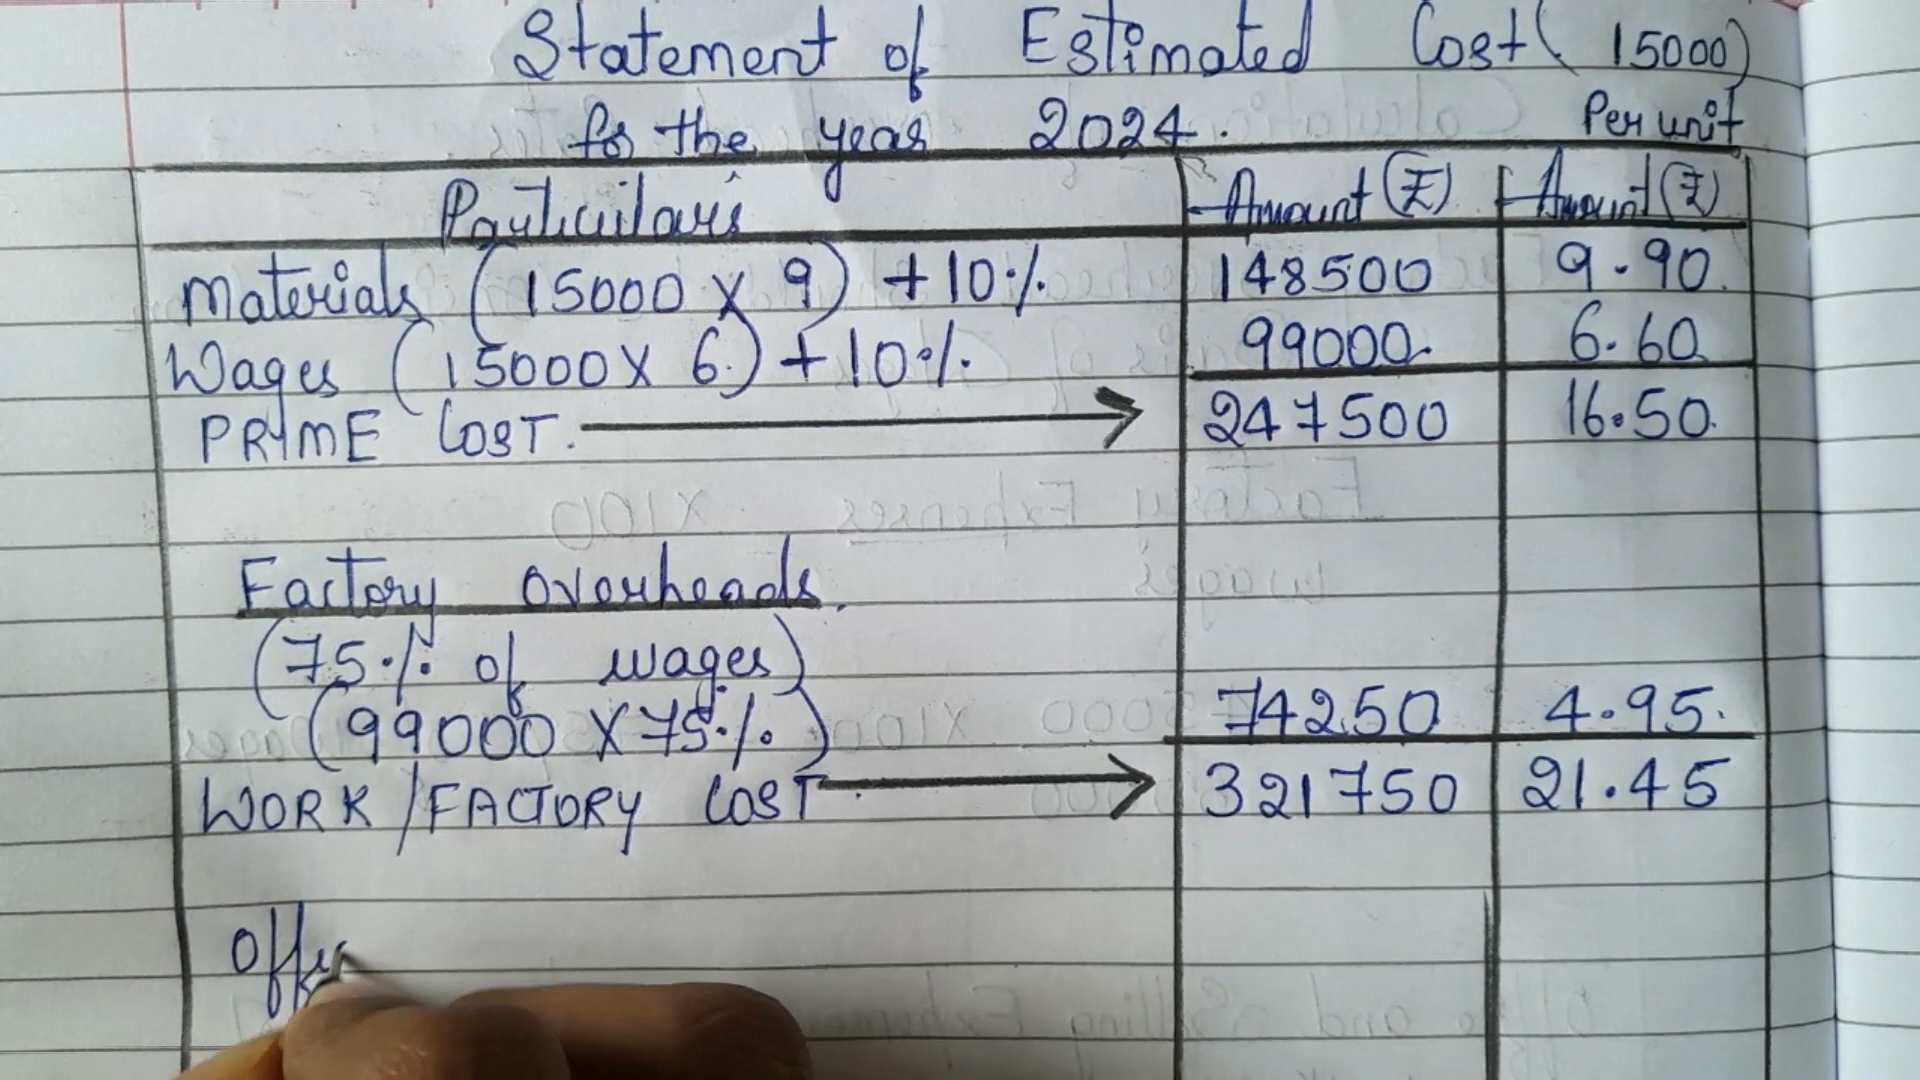 Statement of Estimated Cost (15000)
for the year 2024.
Per unit
Particulars Amount (₹) Amount (₹)
Materials (15000 X 9) + 10% 148500 9.90
Wages (15000 X 6) + 10% 99000 6.60
PRIME COST. → 247500 16.50
Factory Overheads.
(75% of wages)
(99000 X 75%) 74250 4.95
WORK / FACTORY COST → 321750 21.45
Offi